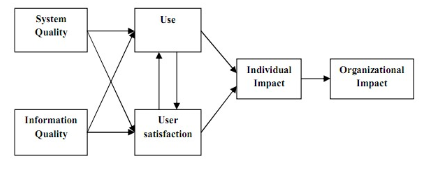 System
Quality
Use
Individual
Impact
Organizational
Impact
Information
Quality
User
satisfaction